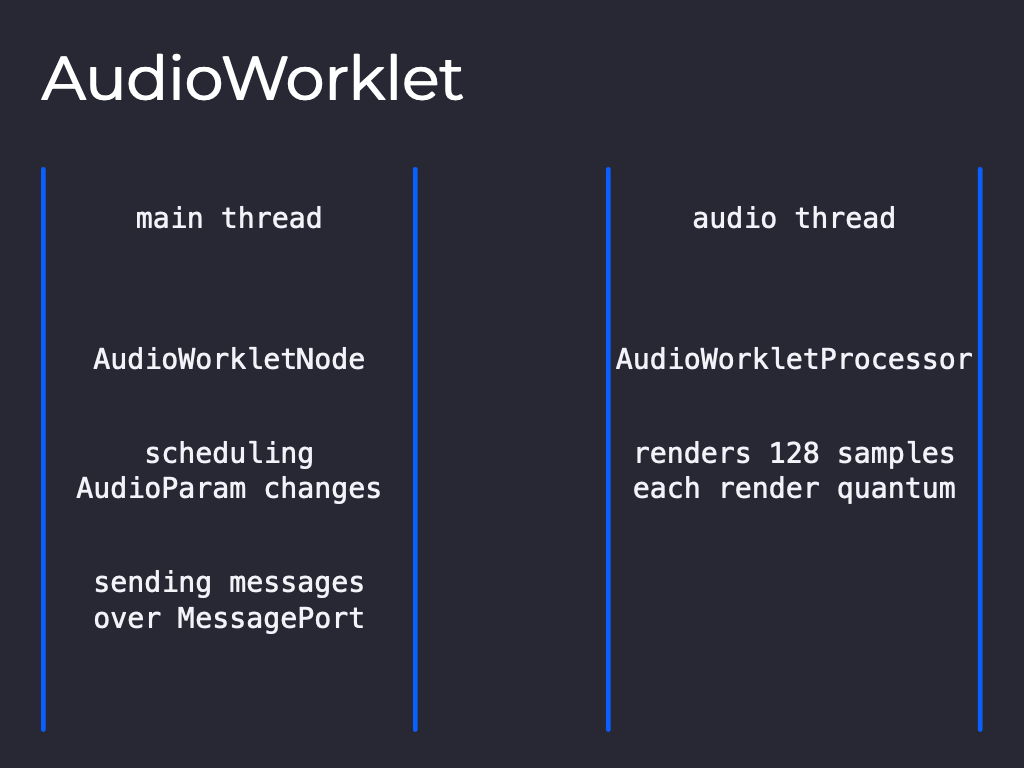 AudioWorklet
main thread
AudioWorkletNode
scheduling
AudioParam changes
sending messages
over MessagePort
audio thread
AudioWorkletProcessor
renders 128 samples
each render quantum